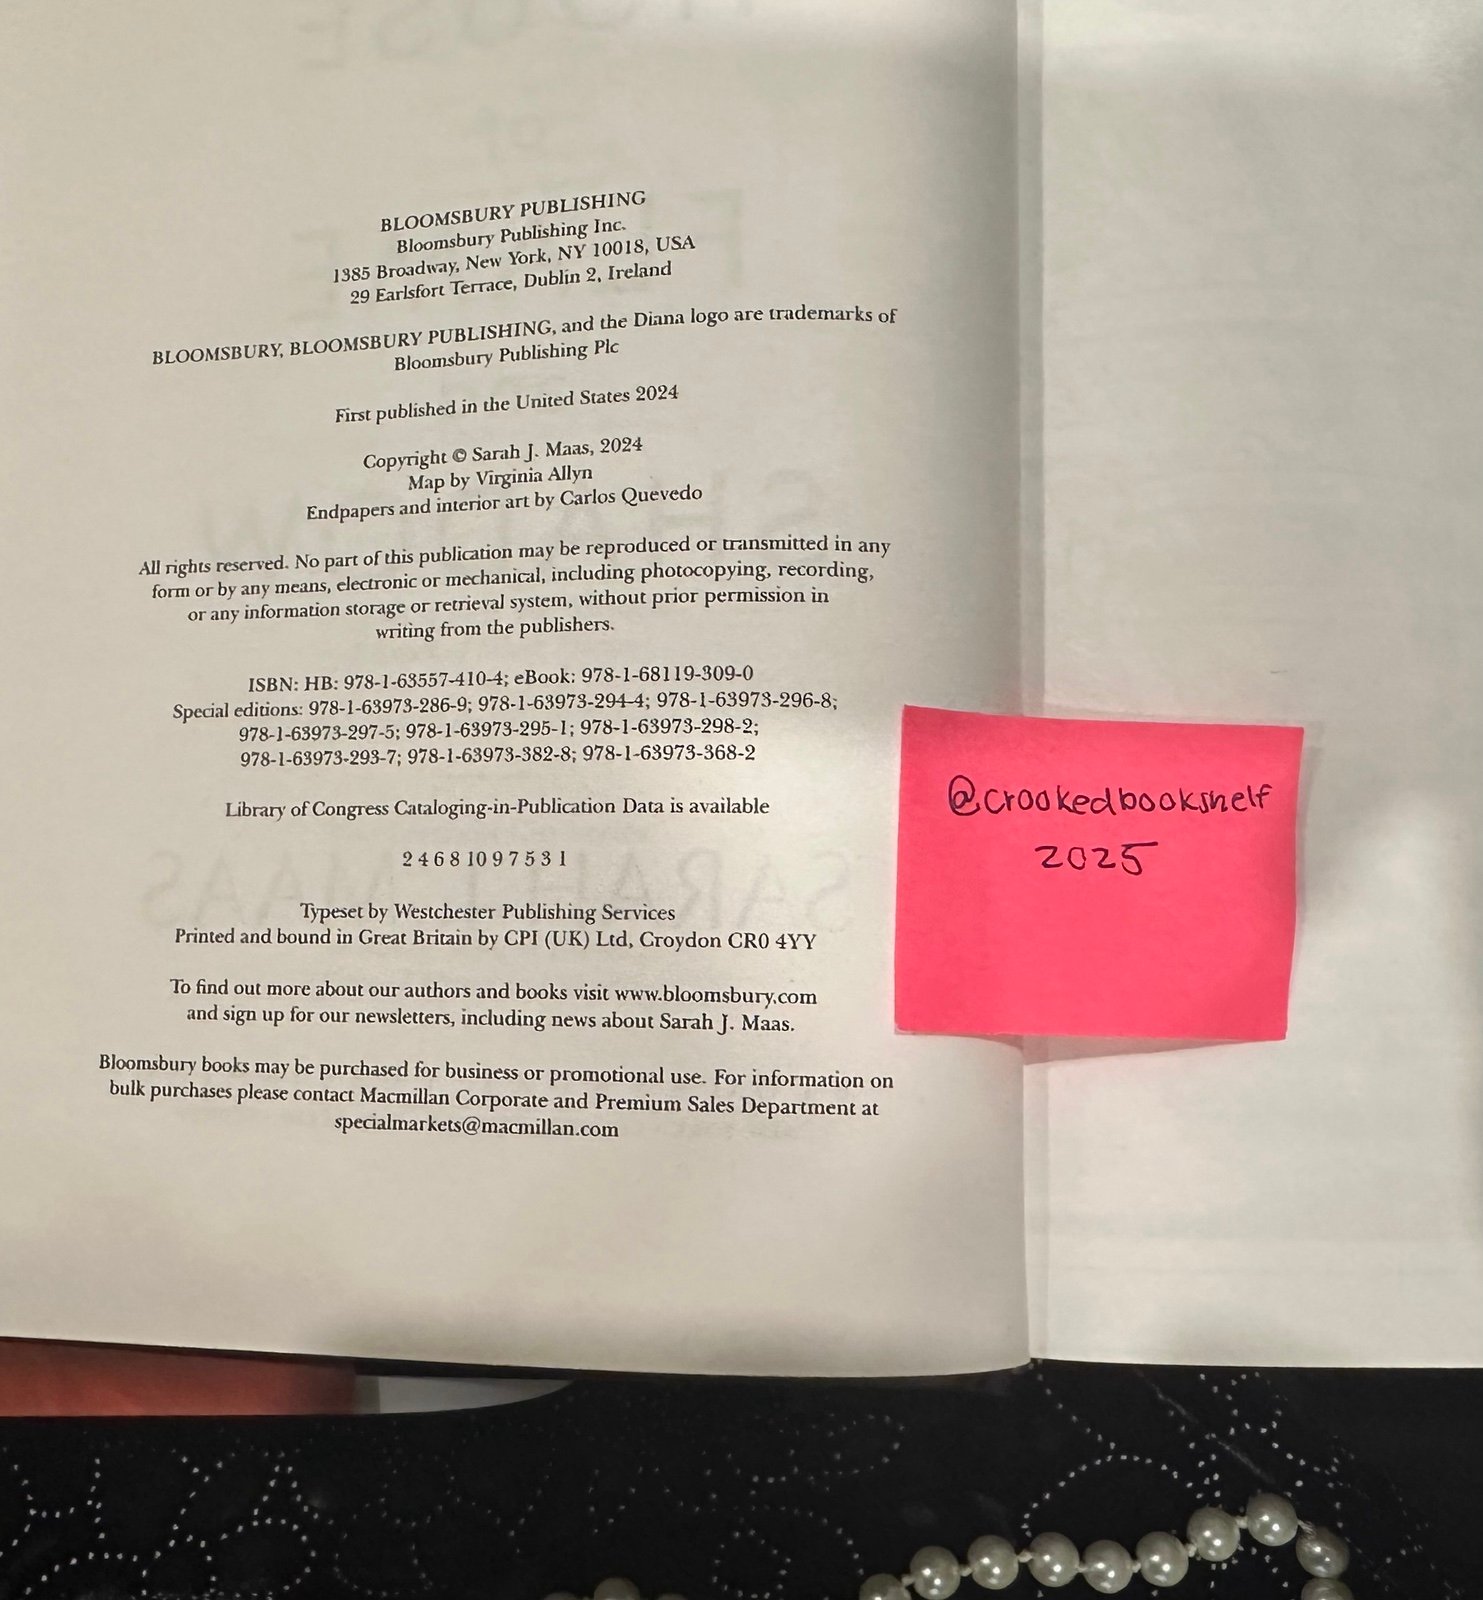 BLOOMSBURY PUBLISHING
Bloomsbury Publishing Inc.
1385 Broadway, New York, NY 10018, USA
29 Earlsfort Terrace, Dublin 2, Ireland
BLOOMSBURY, BLOOMSBURY PUBLISHING, and the Diana logo are trademarks of
Bloomsbury Publishing Plc
First published in the United States 2024
Copyright © Sarah J. Maas, 2024
Map by Virginia Allyn
Endpapers and interior art by Carlos Quevedo
All rights reserved. No part of this publication may be reproduced or transmitted in any
form or by any means, electronic or mechanical, including photocopying, recording,
or any information storage or retrieval system, without prior permission in
writing from the publishers.
ISBN: HB: 978-1-63557-410-4; eBook: 978-1-68119-309-0
Special editions: 978-1-63973-286-9; 978-1-63973-294-4; 978-1-63973-296-8;
978-1-63973-297-5; 978-1-63973-295-1; 978-1-63973-298-2;
978-1-63973-293-7; 978-1-63973-382-8; 978-1-63973-368-2
Library of Congress Cataloging-in-Publication Data is available
2 4 6 8 10 9 7 5 3 1
Typeset by Westchester Publishing Services
Printed and bound in Great Britain by CPI (UK) Ltd, Croydon CR0 4YY
To find out more about our authors and books visit www.bloomsbury.com
and sign up for our newsletters, including news about Sarah J. Maas.
Bloomsbury books may be purchased for business or promotional use. For information on
bulk purchases please contact Macmillan Corporate and Premium Sales Department at
specialmarkets@macmillan.com
@crookedbookshelf
2025